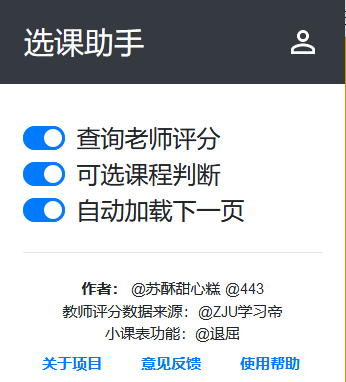 选课助手
查询老师评分
可选课程判断
自动加载下一页
作者： @苏酥甜心糕 @443
教师评分数据来源：@ZJU学习帝
小课表功能：@退屈
关于项目 意见反馈 使用帮助